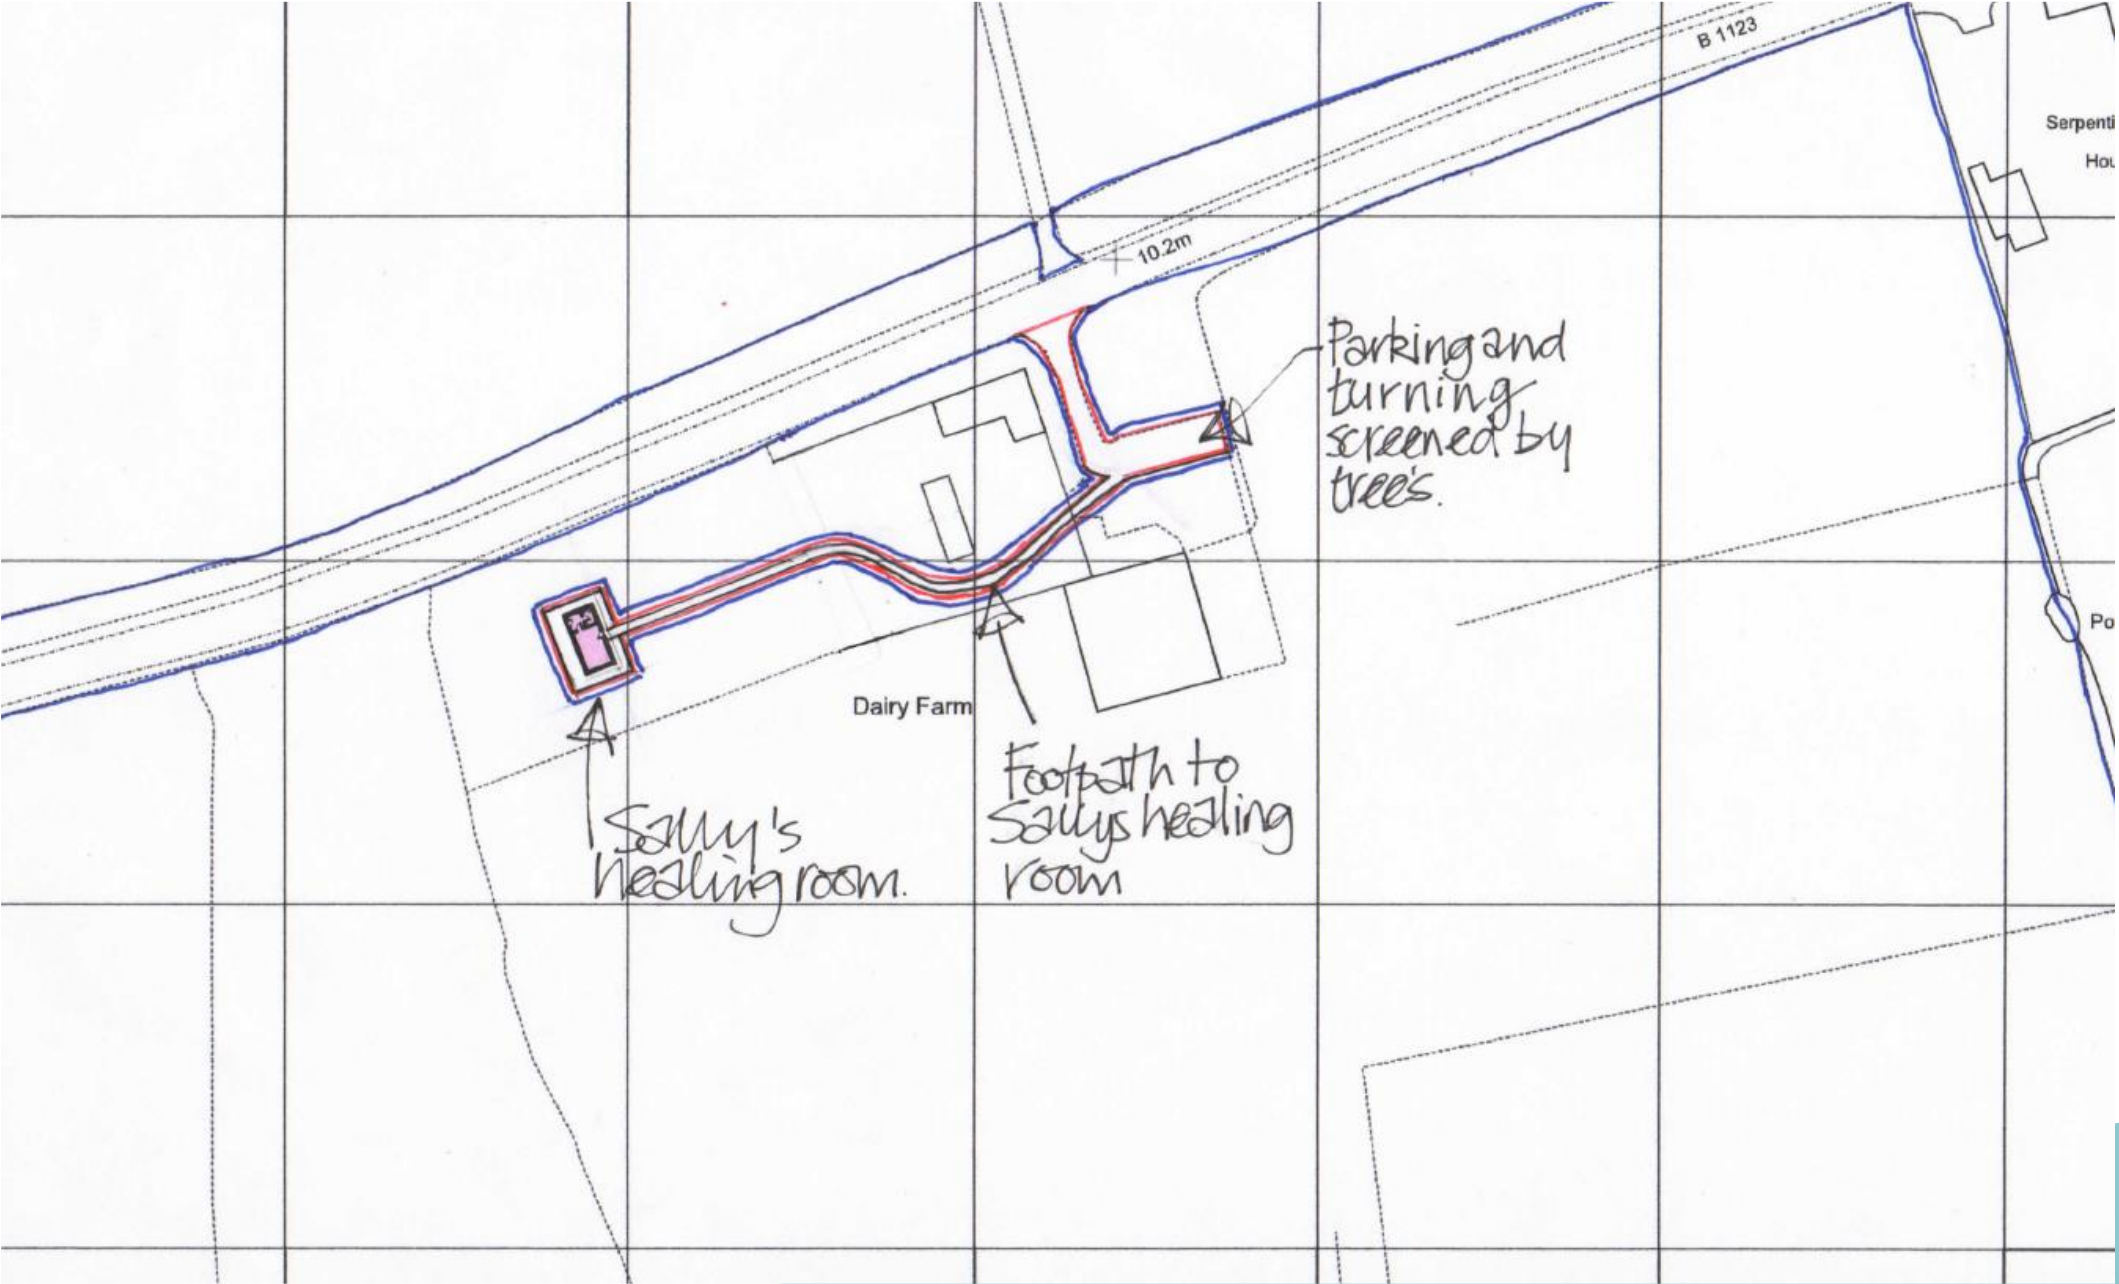 B 1123
Serpenti
Hou
10.2m
Parking and
turning
screened by
tree's.
Po
Dairy Farm
Footpath to
Sallys healing
room
Sally's
healing room.